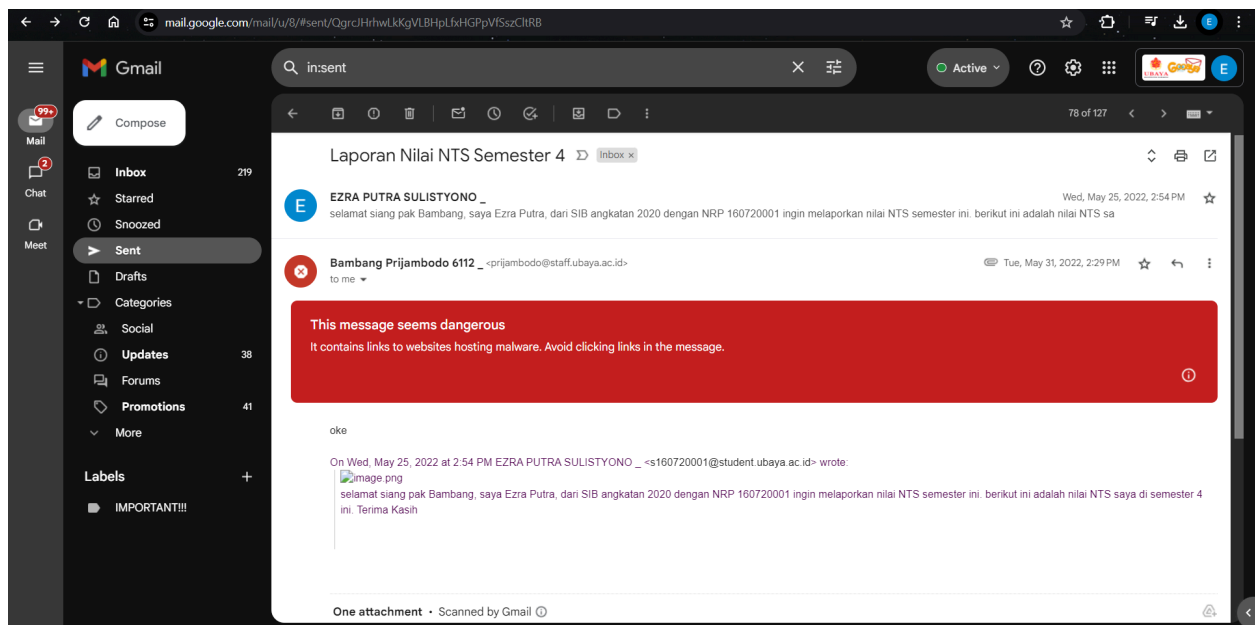 mail.google.com/mail/u/8/#sent/QgrcJHrhwLkKgVLBHpLfxHGPpVfSszCltRB
E
Gmail
in:sent
Active
UBAYA
E
99+
Mail
2
Chat
Meet
Compose
Inbox 219
Starred
Snoozed
Sent
Drafts
Categories
Social
Updates 38
Forums
Promotions 41
More
Labels
IMPORTANT!!!
78 of 127
Laporan Nilai NTS Semester 4 Inbox ×
E
EZRA PUTRA SULISTYONO _ Wed, May 25, 2022, 2:54 PM
selamat siang pak Bambang, saya Ezra Putra, dari SIB angkatan 2020 dengan NRP 160720001 ingin melaporkan nilai NTS semester ini. berikut ini adalah nilai NTS sa
Bambang Prijambodo 6112 _ <prijambodo@staff.ubaya.ac.id> Tue, May 31, 2022, 2:29 PM
to me
This message seems dangerous
It contains links to websites hosting malware. Avoid clicking links in the message.
oke
On Wed, May 25, 2022 at 2:54 PM EZRA PUTRA SULISTYONO _ <s160720001@student.ubaya.ac.id> wrote:
image.png
selamat siang pak Bambang, saya Ezra Putra, dari SIB angkatan 2020 dengan NRP 160720001 ingin melaporkan nilai NTS semester ini. berikut ini adalah nilai NTS saya di semester 4
ini. Terima Kasih
One attachment • Scanned by Gmail